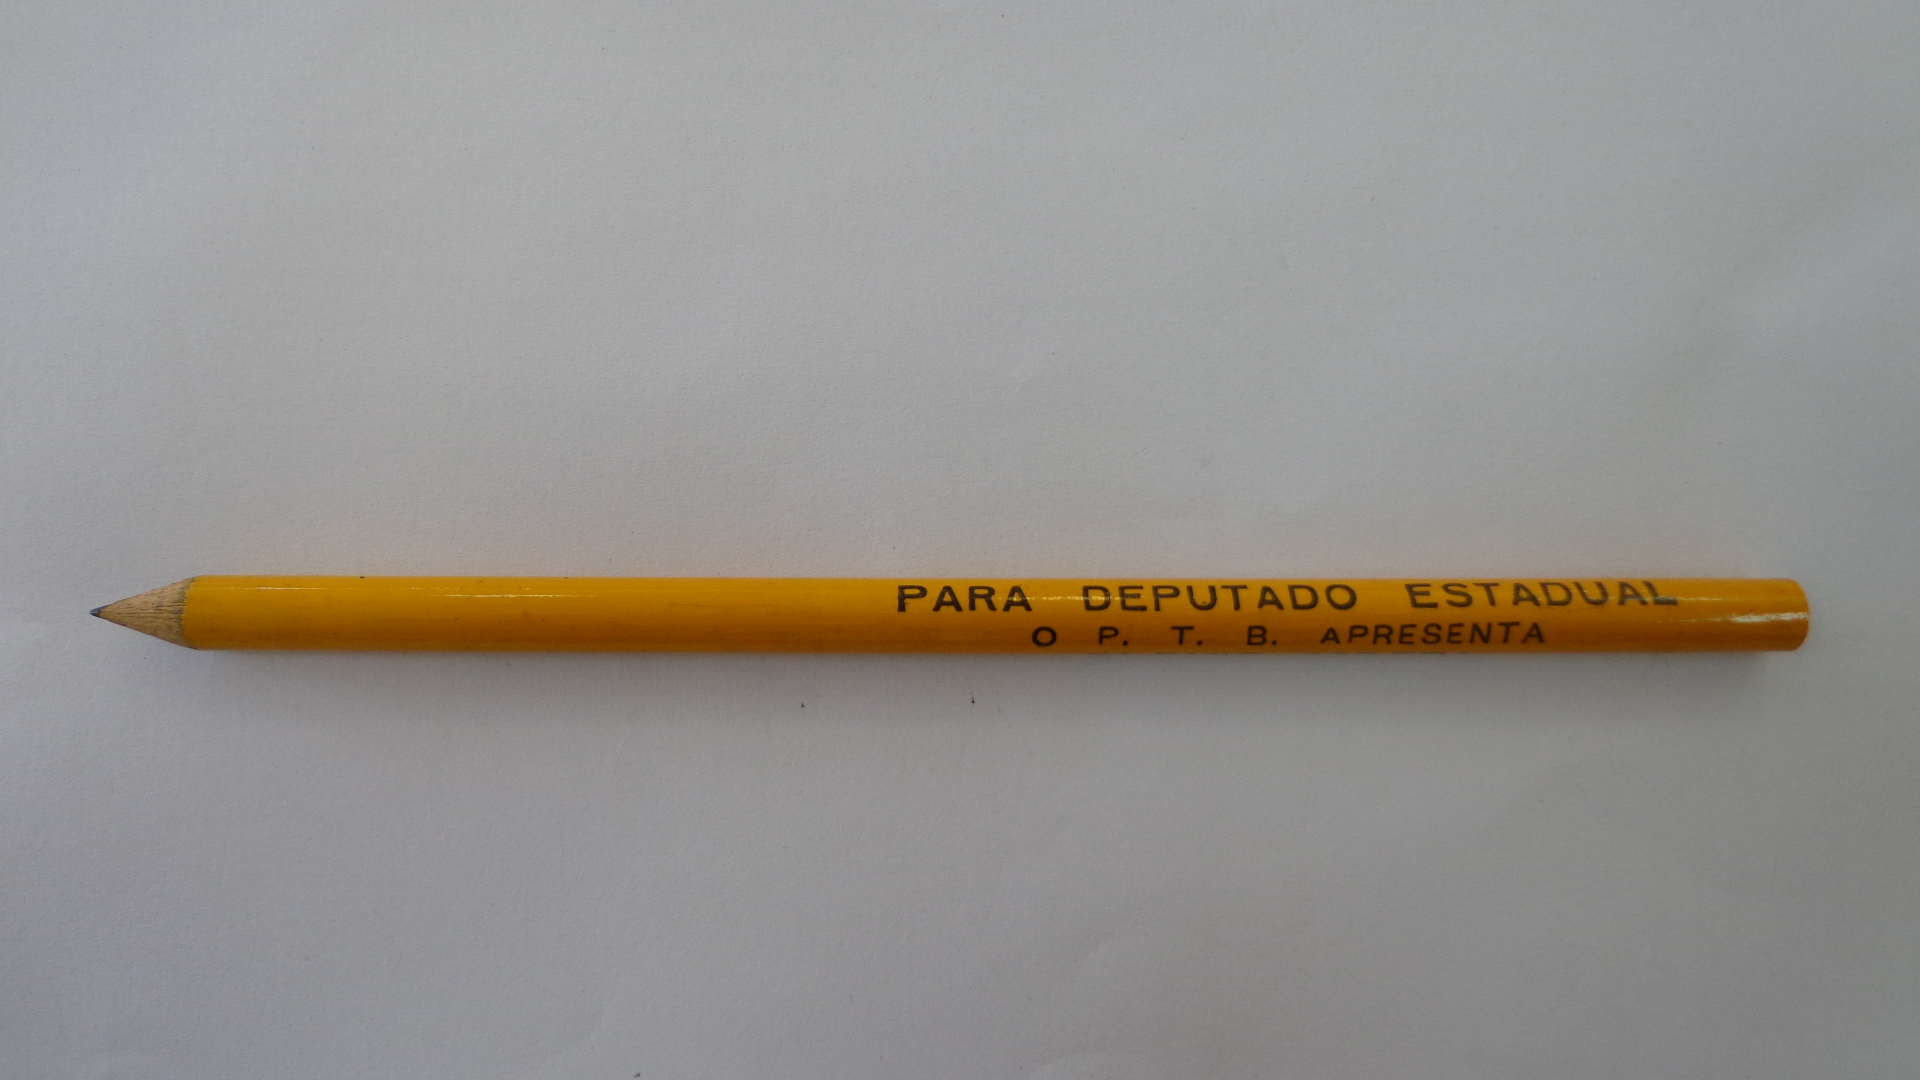 PARA DEPUTADO ESTADUAL
O P. T. B. APRESENTA